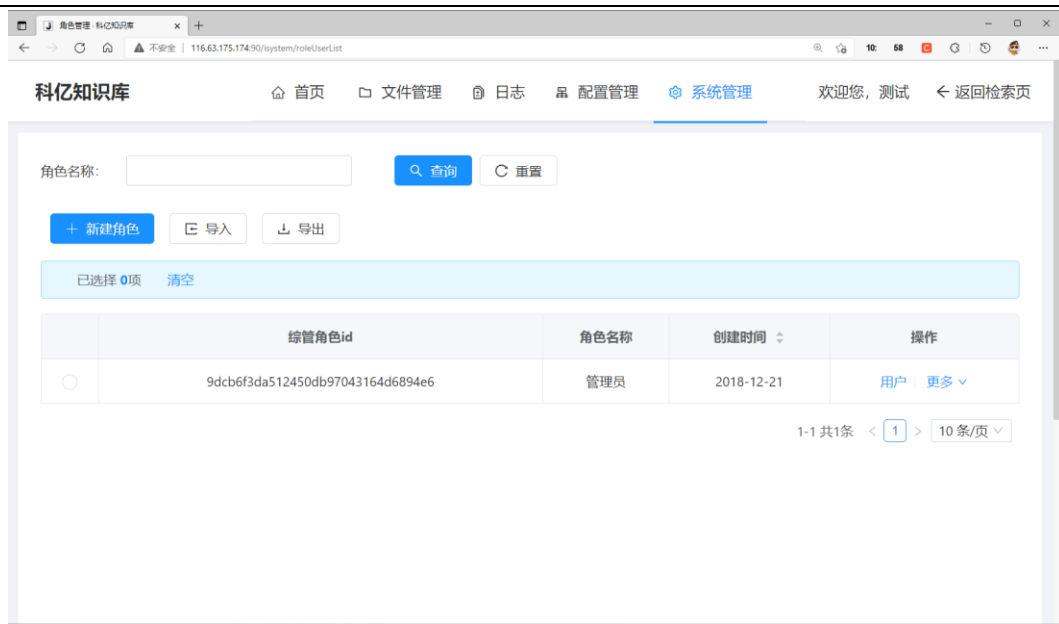 角色管理 · 科亿知识库
不安全 | 116.63.175.174:90/isystem/roleUserList 10: 58
科亿知识库 首页 文件管理 日志 配置管理 系统管理 欢迎您，测试 返回检索页
角色名称： 查询 重置
新建角色 导入 导出
已选择 0项 清空
综管角色id 角色名称 创建时间 操作
9dcb6f3da512450db97043164d6894e6 管理员 2018-12-21 用户 更多
1-1 共1条 < 1 > 10 条/页